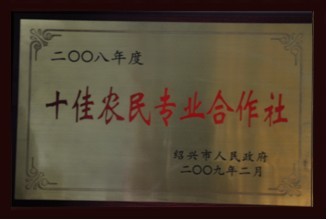 二〇〇八年度
十佳农民专业合作社
绍兴市人民政府
二〇〇九年二月